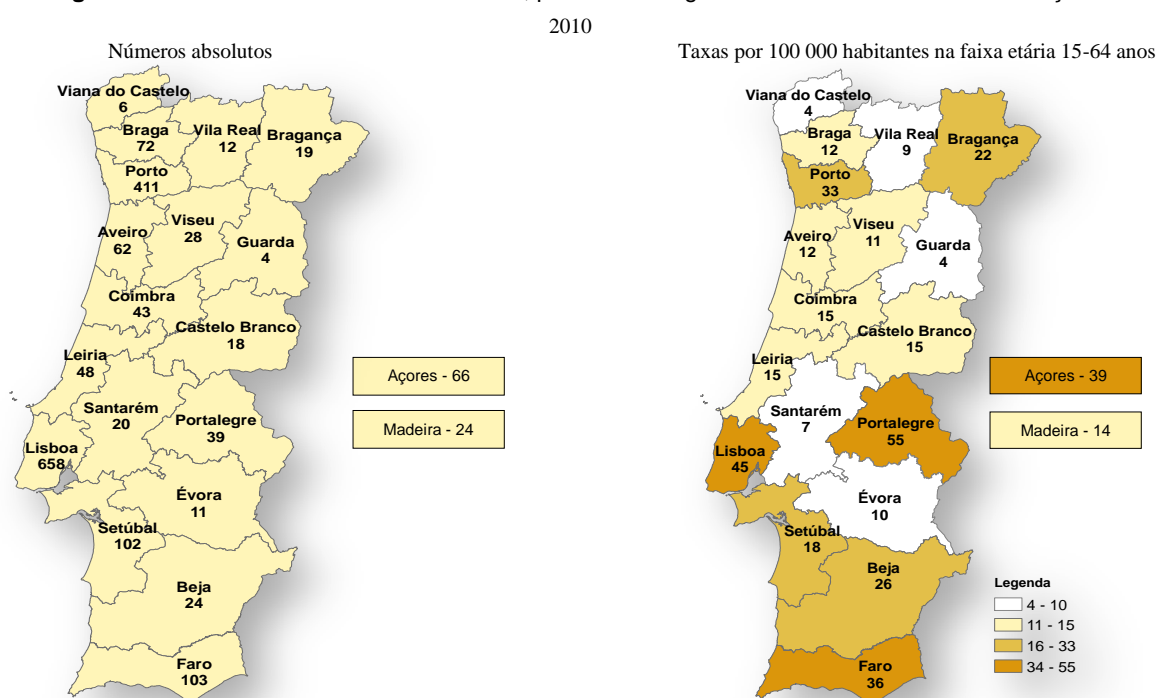 2010
Números absolutos
Viana do Castelo
6
Braga
72
Vila Real
12
Bragança
19
Porto
411
Aveiro
62
Viseu
28
Guarda
4
Coimbra
43
Castelo Branco
18
Leiria
48
Santarém
20
Portalegre
39
Lisboa
658
Évora
11
Setúbal
102
Beja
24
Faro
103
Açores - 66
Madeira - 24
Taxas por 100 000 habitantes na faixa etária 15-64 anos
Viana do Castelo
4
Braga
12
Vila Real
9
Bragança
22
Porto
33
Aveiro
12
Viseu
11
Guarda
4
Coimbra
15
Castelo Branco
15
Leiria
15
Santarém
7
Portalegre
55
Lisboa
45
Évora
10
Setúbal
18
Beja
26
Faro
36
Açores - 39
Madeira - 14
Legenda
4 - 10
11 - 15
16 - 33
34 - 55